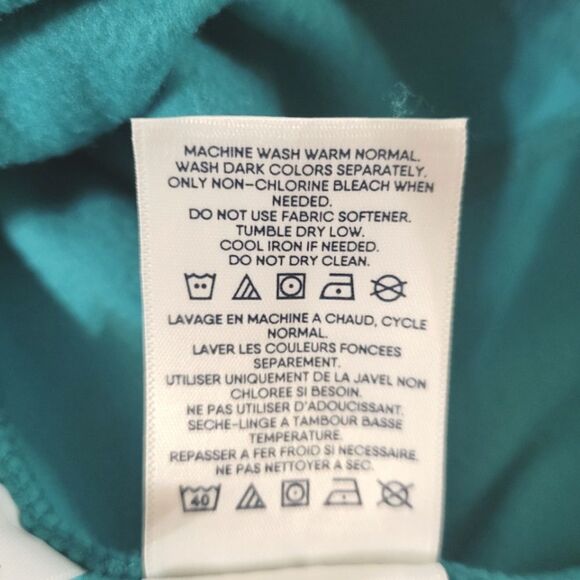 MACHINE WASH WARM NORMAL.
WASH DARK COLORS SEPARATELY.
ONLY NON-CHLORINE BLEACH WHEN
NEEDED.
DO NOT USE FABRIC SOFTENER.
TUMBLE DRY LOW.
COOL IRON IF NEEDED.
DO NOT DRY CLEAN.
LAVAGE EN MACHINE A CHAUD, CYCLE
NORMAL.
LAVER LES COULEURS FONCEES
SEPAREMENT.
UTILISER UNIQUEMENT DE LA JAVEL NON
CHLOREE SI BESOIN.
NE PAS UTILISER D'ADOUCISSANT.
SECHE-LINGE A TAMBOUR BASSE
TEMPERATURE.
REPASSER A FER FROID SI NECESSAIRE.
NE PAS NETTOYER A SEC.
40